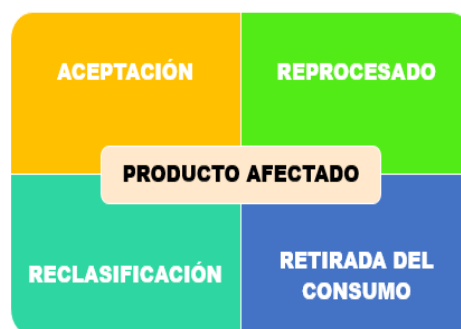 ACEPTACIÓN
REPROCESADO
PRODUCTO AFECTADO
RECLASIFICACIÓN
RETIRADA DEL
CONSUMO